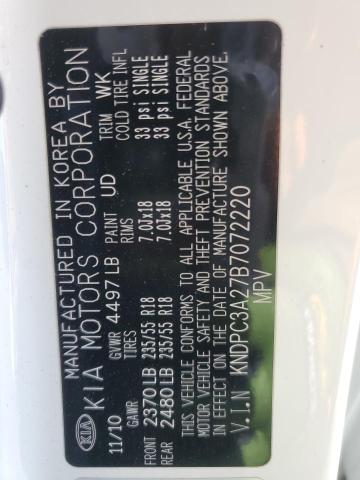 MANUFACTURED IN KOREA BY
KIA KIA MOTORS CORPORATION
11/10 GVWR 4497 LB PAINT UD TRIM WK
GAWR TIRES RIMS COLD TIRE INFL
FRONT 2370 LB 235/55 R18 7.0Jx18 33 psi SINGLE
REAR 2480 LB 235/55 R18 7.0Jx18 33 psi SINGLE
THIS VEHICLE CONFORMS TO ALL APPLICABLE U.S.A. FEDERAL
MOTOR VEHICLE SAFETY AND THEFT PREVENTION STANDARDS
IN EFFECT ON THE DATE OF MANUFACTURE SHOWN ABOVE.
V.I.N KNDPC3A27B7072220
MPV